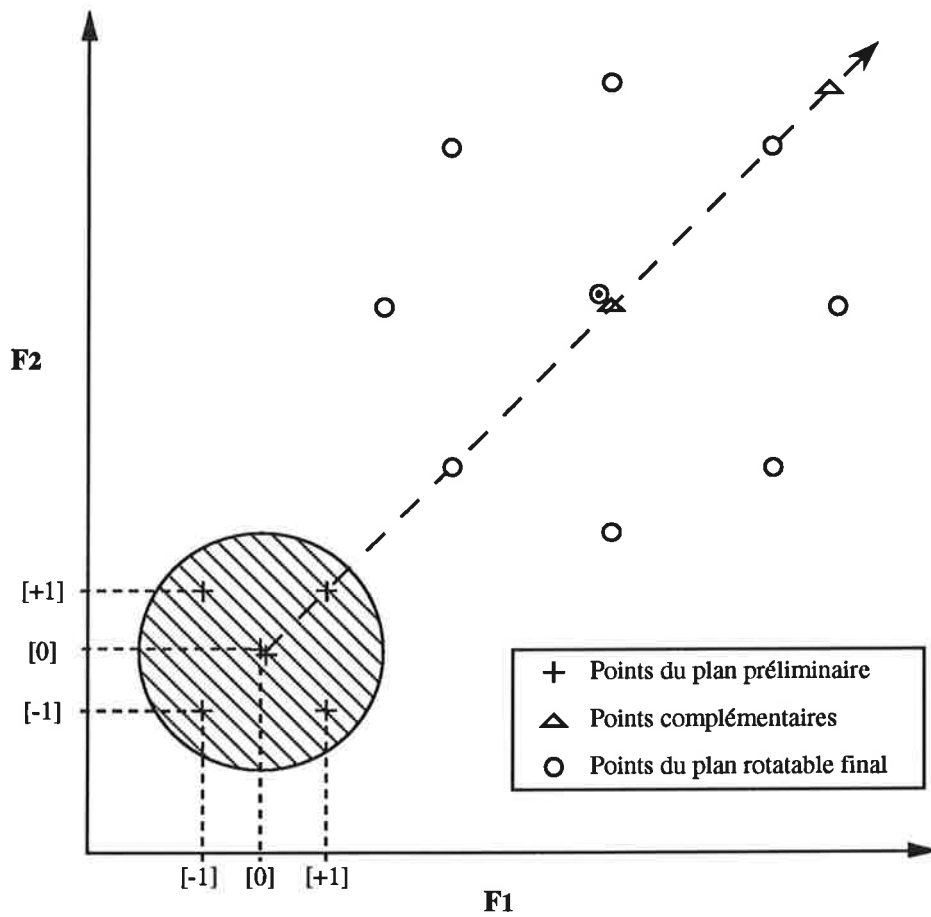 F2
[+1]
[0]
[-1]
Points du plan préliminaire
Points complémentaires
Points du plan rotatable final
[-1] [0] [+1]
F1